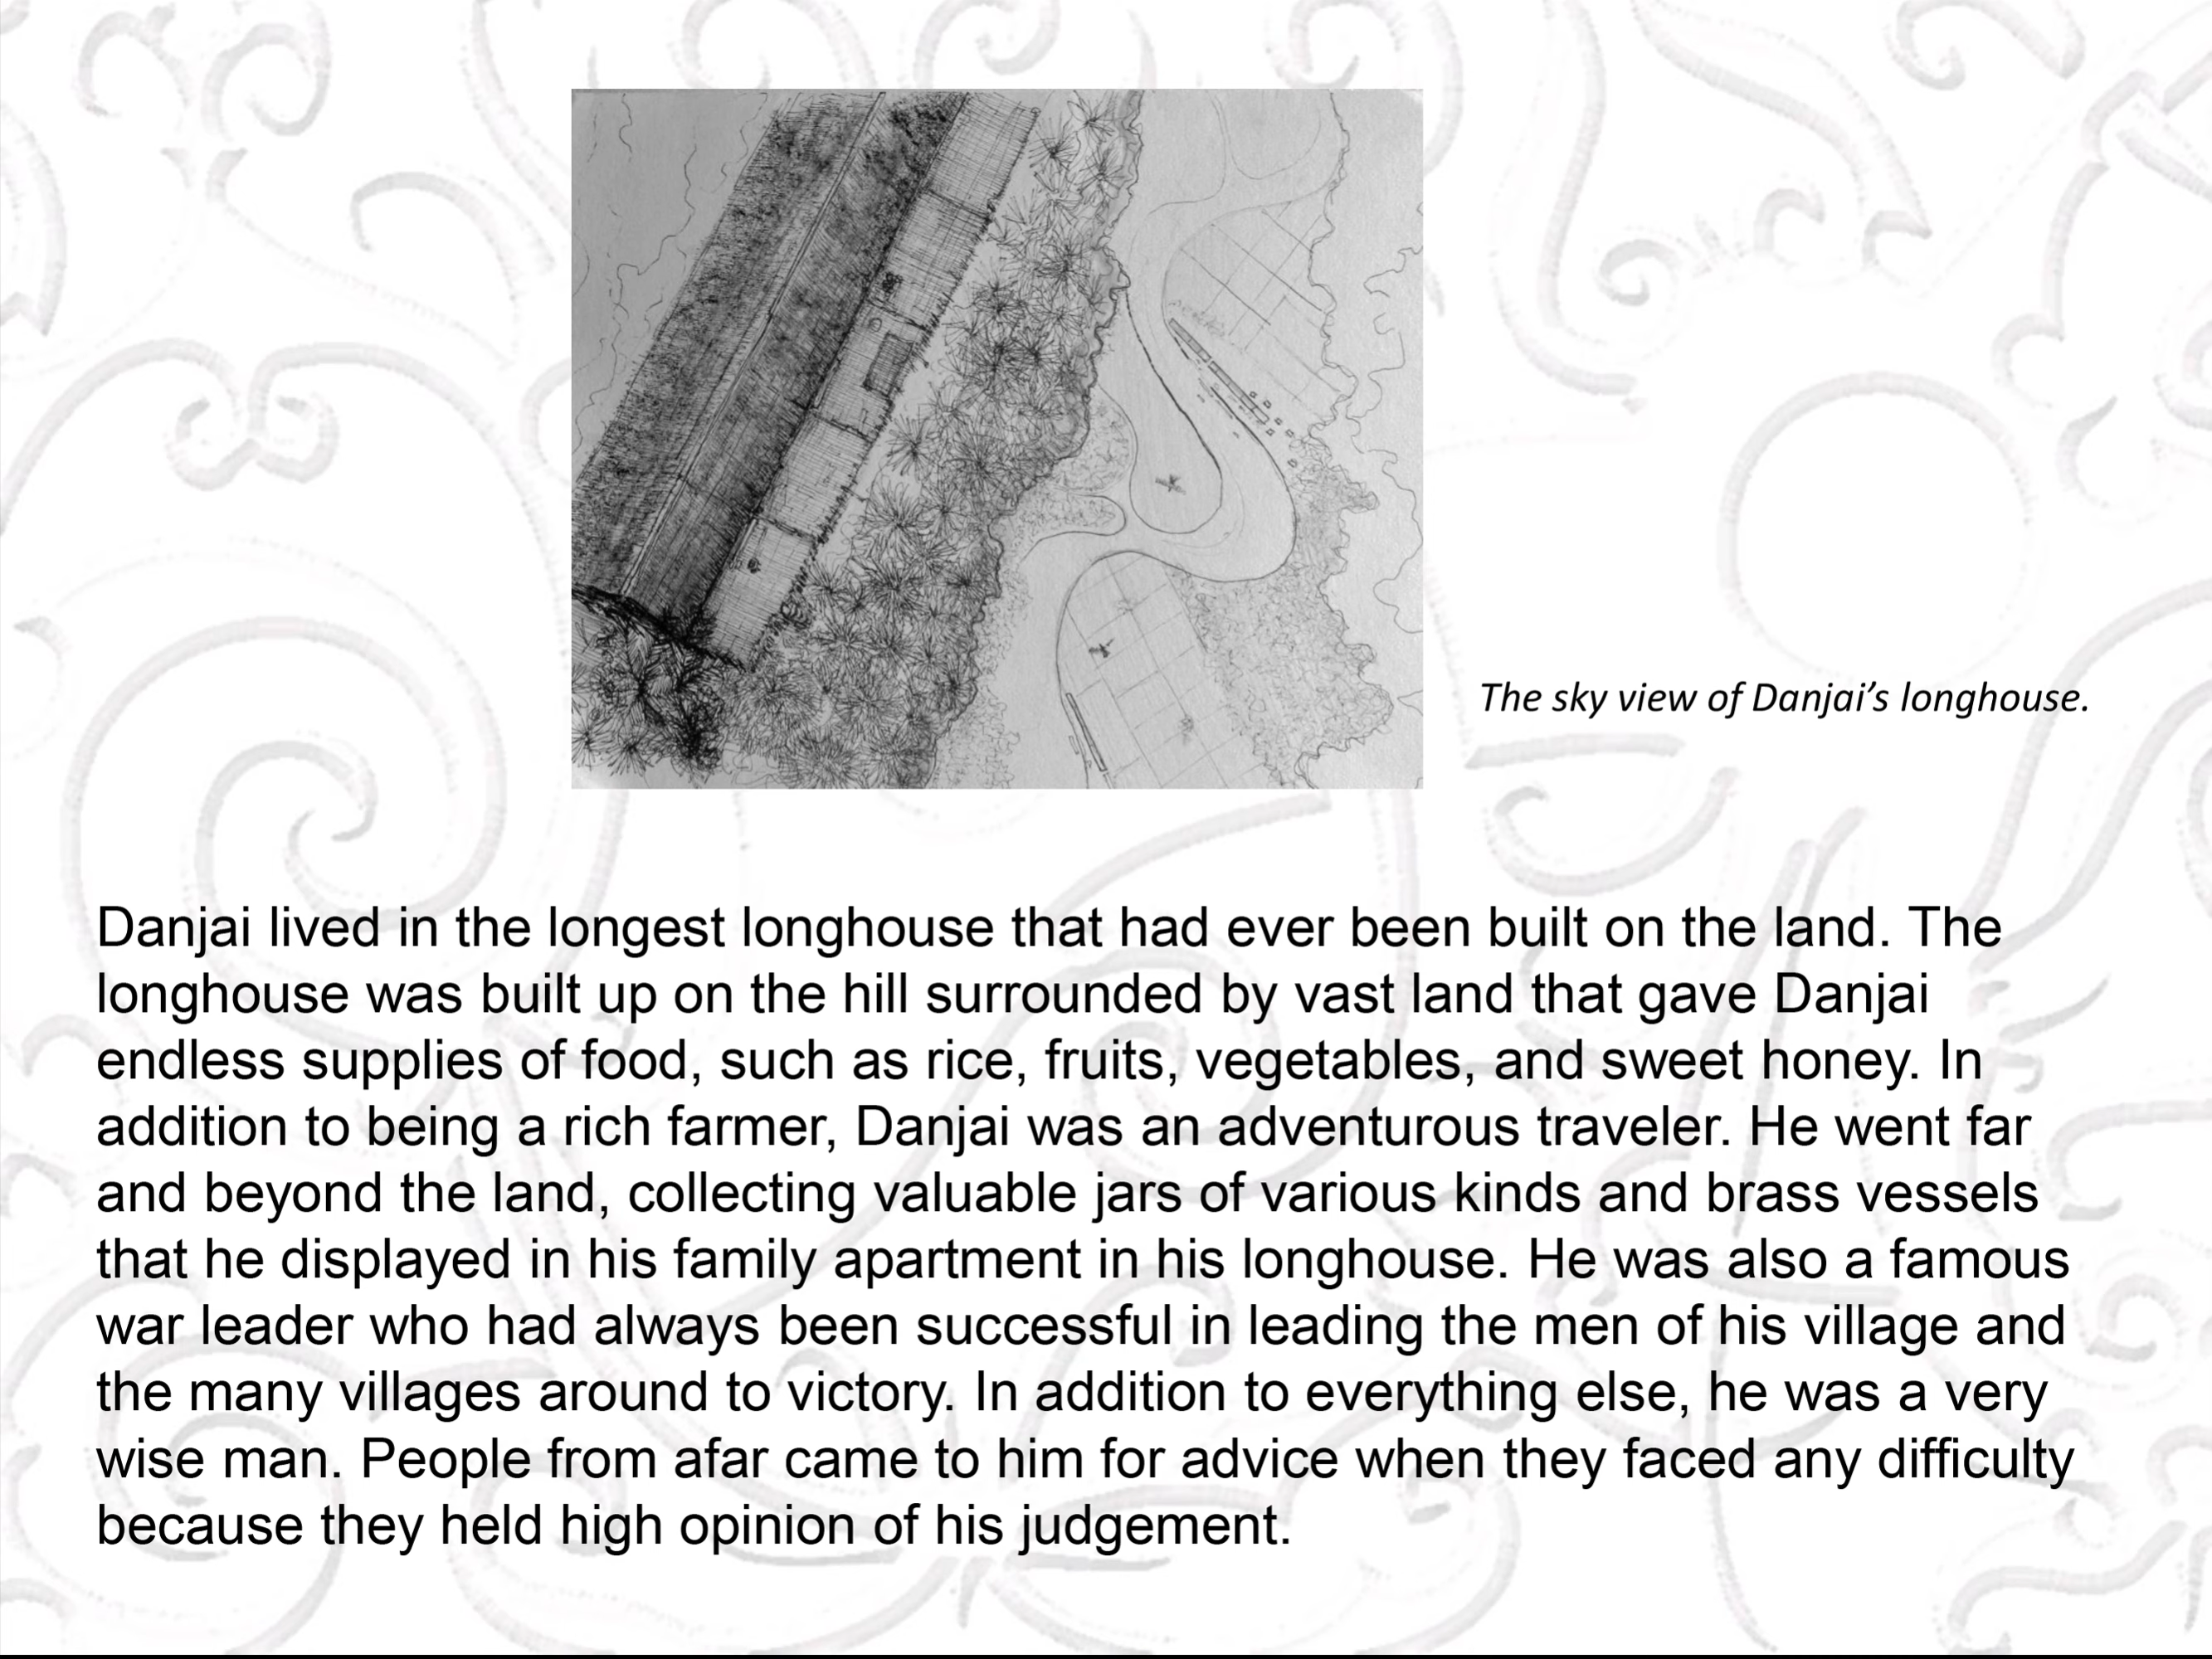 The sky view of Danjai’s longhouse.
Danjai lived in the longest longhouse that had ever been built on the land. The
longhouse was built up on the hill surrounded by vast land that gave Danjai
endless supplies of food, such as rice, fruits, vegetables, and sweet honey. In
addition to being a rich farmer, Danjai was an adventurous traveler. He went far
and beyond the land, collecting valuable jars of various kinds and brass vessels
that he displayed in his family apartment in his longhouse. He was also a famous
war leader who had always been successful in leading the men of his village and
the many villages around to victory. In addition to everything else, he was a very
wise man. People from afar came to him for advice when they faced any difficulty
because they held high opinion of his judgement.